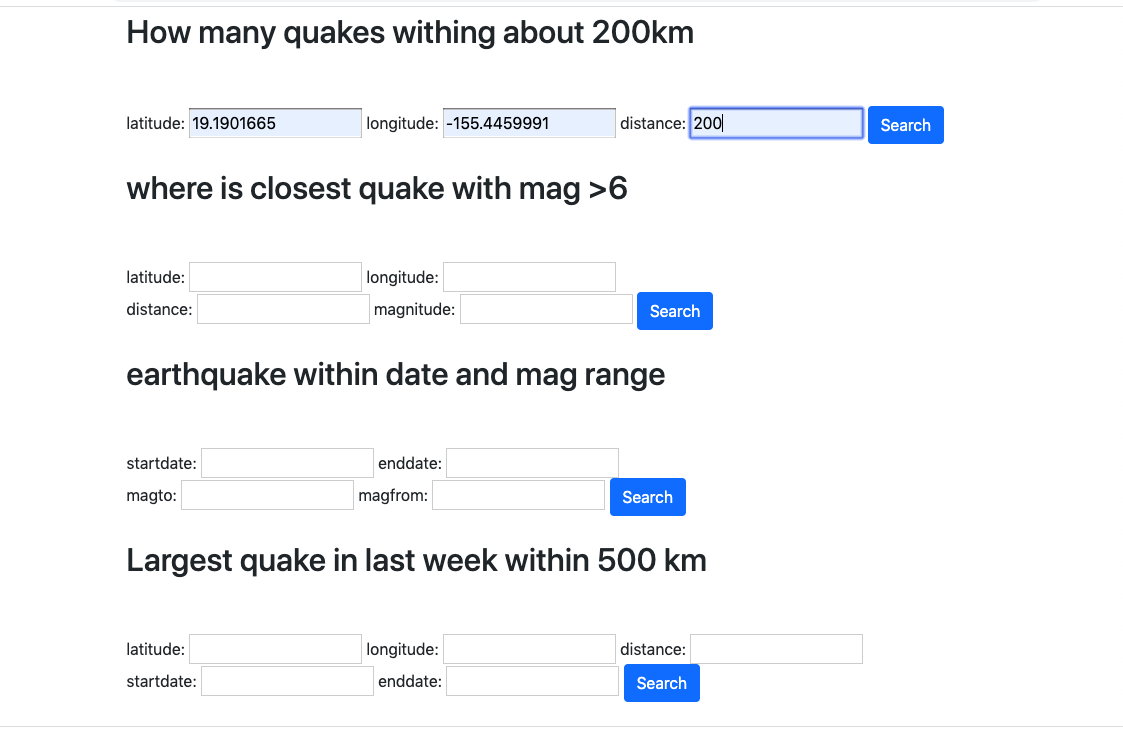 How many quakes withing about 200km
latitude: 19.1901665 longitude: -155.4459991 distance: 200 Search
where is closest quake with mag >6
latitude: longitude:
distance: magnitude: Search
earthquake within date and mag range
startdate: enddate:
magto: magfrom: Search
Largest quake in last week within 500 km
latitude: longitude: distance:
startdate: enddate: Search